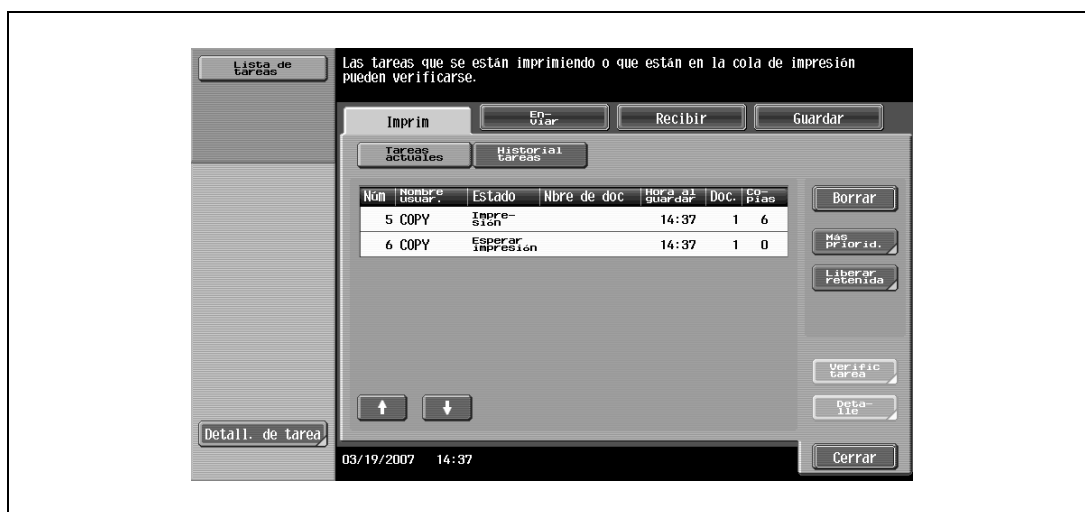 Lista de
tareas
Las tareas que se están imprimiendo o que están en la cola de impresión
pueden verificarse.
Imprim
En-
viar
Recibir
Guardar
Tareas
actuales
Historial
tareas
Núm Nombre usuar. Estado Nbre de doc Hora al guardar Doc. Co-pias
5 COPY Impre-sión 14:37 1 6
6 COPY Esperar impresión 14:37 1 0
Borrar
Más
priorid.
Liberar
retenida
Verific
tarea
Deta-
lle
Detall. de tarea
03/19/2007 14:37
Cerrar